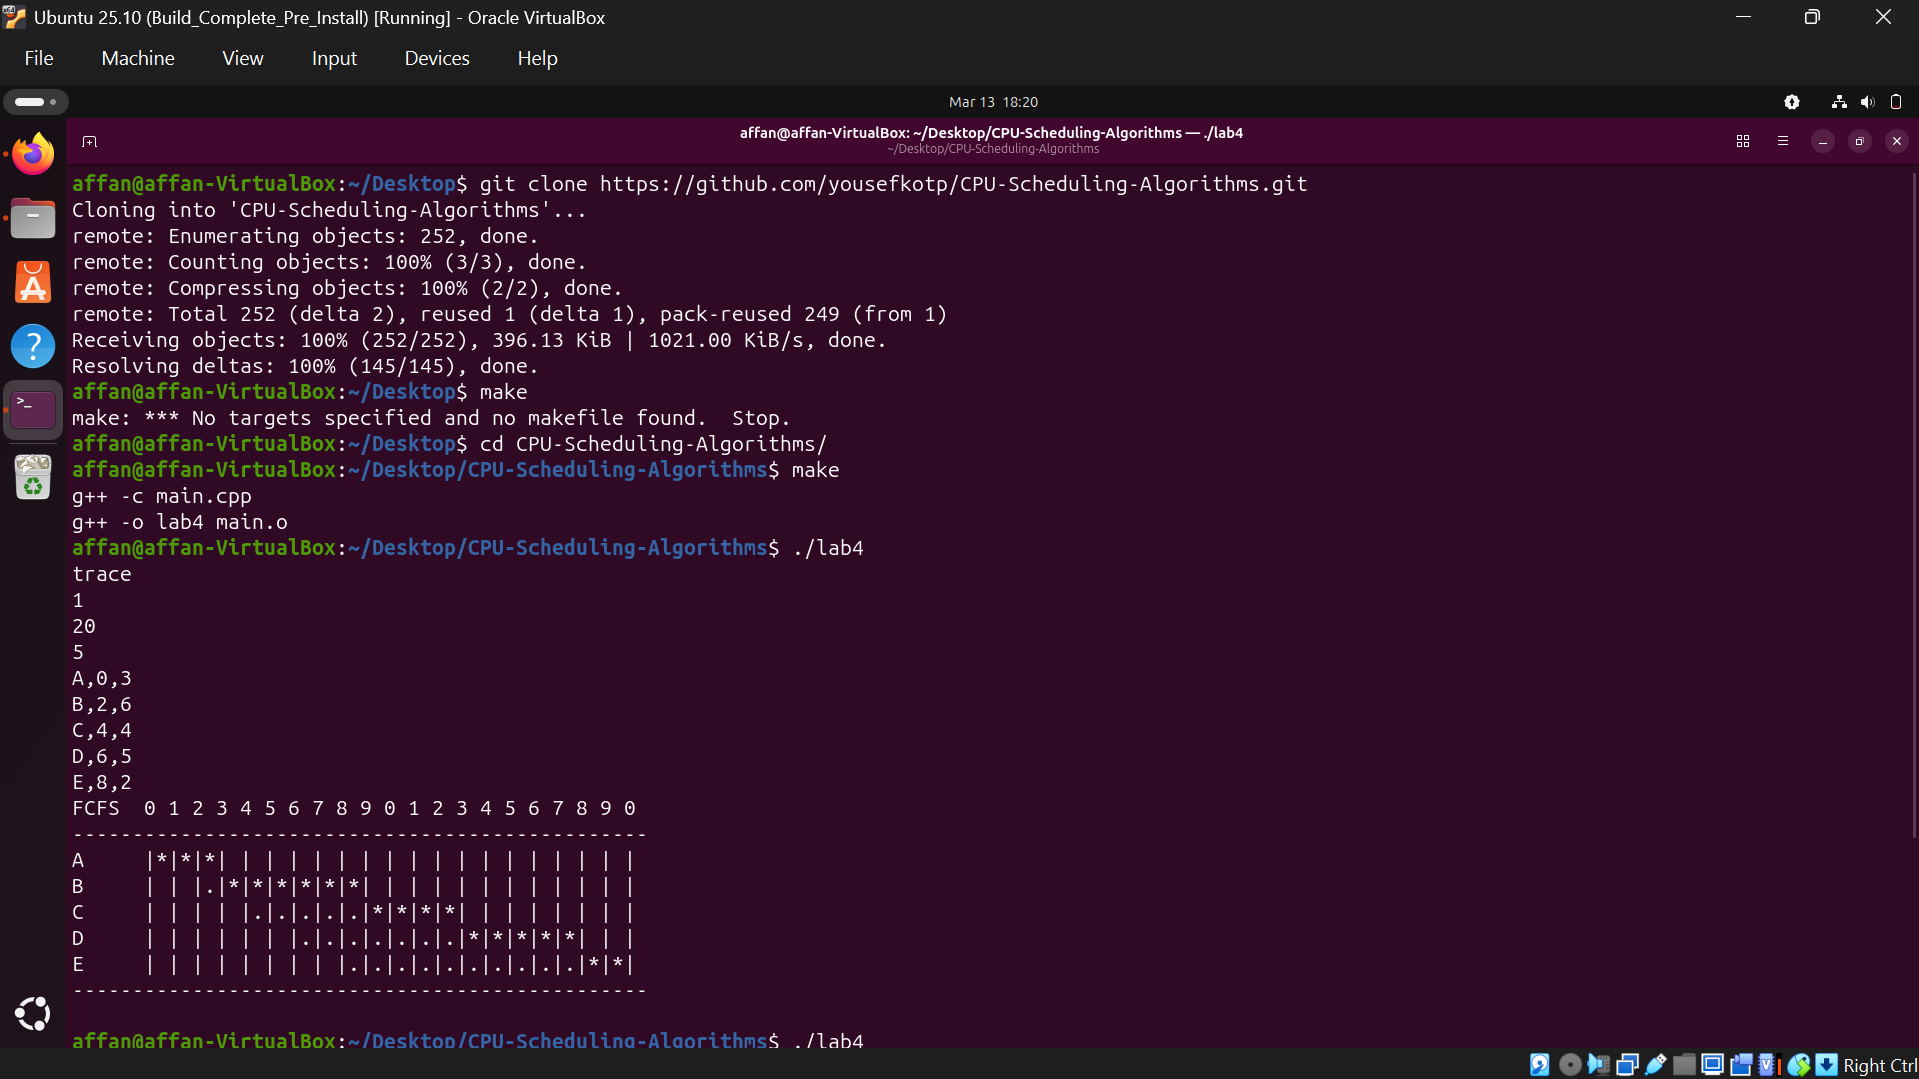 Ubuntu 25.10 (Build_Complete_Pre_Install) [Running] - Oracle VirtualBox
File Machine View Input Devices Help
Mar 13 18:20
affan@affan-VirtualBox: ~/Desktop/CPU-Scheduling-Algorithms — ./lab4
~/Desktop/CPU-Scheduling-Algorithms
affan@affan-VirtualBox:~/Desktop$ git clone https://github.com/yousefkotp/CPU-Scheduling-Algorithms.git
Cloning into 'CPU-Scheduling-Algorithms'...
remote: Enumerating objects: 252, done.
remote: Counting objects: 100% (3/3), done.
remote: Compressing objects: 100% (2/2), done.
remote: Total 252 (delta 2), reused 1 (delta 1), pack-reused 249 (from 1)
Receiving objects: 100% (252/252), 396.13 KiB | 1021.00 KiB/s, done.
Resolving deltas: 100% (145/145), done.
affan@affan-VirtualBox:~/Desktop$ make
make: *** No targets specified and no makefile found.  Stop.
affan@affan-VirtualBox:~/Desktop$ cd CPU-Scheduling-Algorithms/
affan@affan-VirtualBox:~/Desktop/CPU-Scheduling-Algorithms$ make
g++ -c main.cpp
g++ -o lab4 main.o
affan@affan-VirtualBox:~/Desktop/CPU-Scheduling-Algorithms$ ./lab4
trace
1
20
5
A,0,3
B,2,6
C,4,4
D,6,5
E,8,2
FCFS  0 1 2 3 4 5 6 7 8 9 0 1 2 3 4 5 6 7 8 9 0
------------------------------------------------
A     |*|*|*| | | | | | | | | | | | | | | | | |
B     | | |.|*|*|*|*|*|*| | | | | | | | | | | |
C     | | | | |.|.|.|.|.|*|*|*|*| | | | | | | |
D     | | | | | | |.|.|.|.|.|.|.|*|*|*|*|*| | |
E     | | | | | | | | |.|.|.|.|.|.|.|.|.|.|*|*|
------------------------------------------------
affan@affan-VirtualBox:~/Desktop/CPU-Scheduling-Algorithms$ ./lab4
Right Ctrl